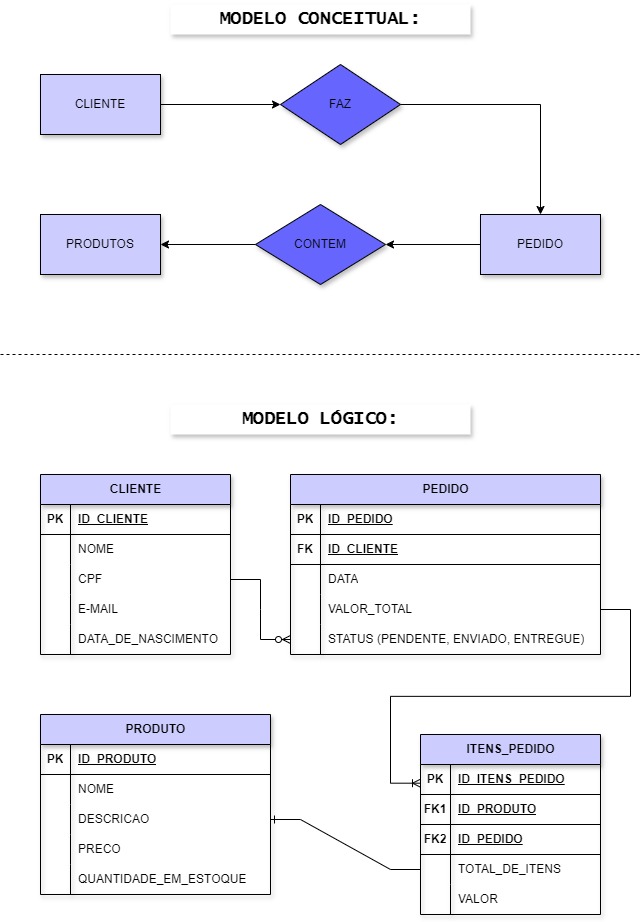 MODELO CONCEITUAL:
CLIENTE
FAZ
PRODUTOS
CONTEM
PEDIDO
MODELO LÓGICO:
CLIENTE
PK ID_CLIENTE
NOME
CPF
E-MAIL
DATA_DE_NASCIMENTO
PEDIDO
PK ID_PEDIDO
FK ID_CLIENTE
DATA
VALOR_TOTAL
STATUS (PENDENTE, ENVIADO, ENTREGUE)
PRODUTO
PK ID_PRODUTO
NOME
DESCRICAO
PRECO
QUANTIDADE_EM_ESTOQUE
ITENS_PEDIDO
PK ID_ITENS_PEDIDO
FK1 ID_PRODUTO
FK2 ID_PEDIDO
TOTAL_DE_ITENS
VALOR